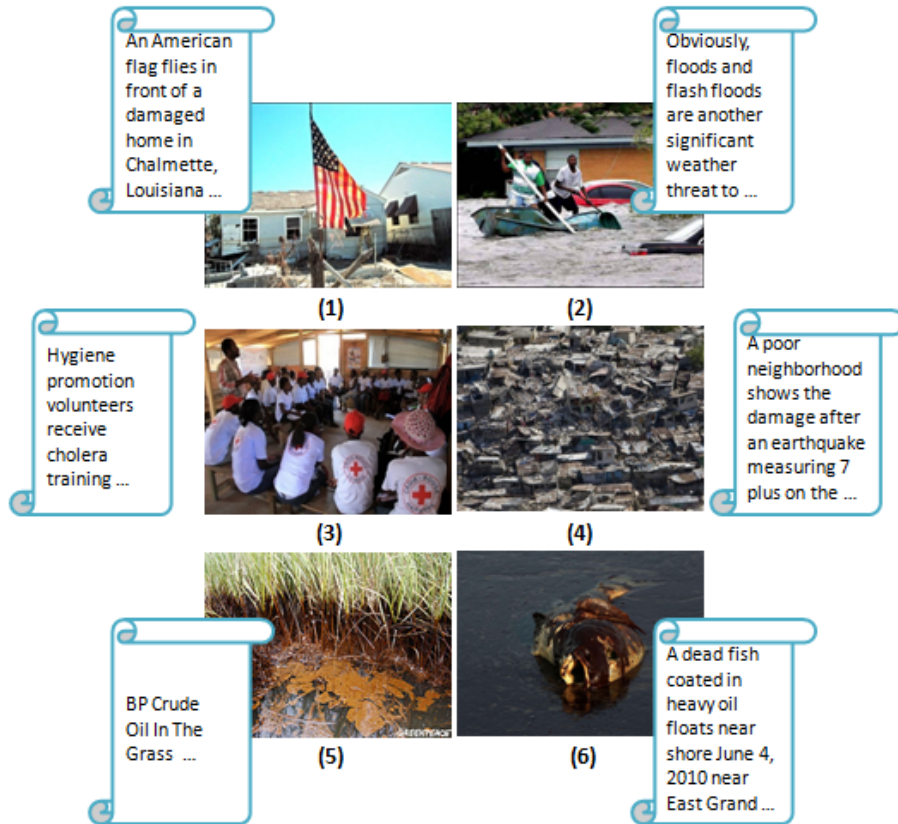 An American
flag flies in
front of a
damaged
home in
Chalmette,
Louisiana ...
Obviously,
floods and
flash floods
are another
significant
weather
threat to ...
(1)
(2)
Hygiene
promotion
volunteers
receive
cholera
training ...
A poor
neighborhood
shows the
damage after
an earthquake
measuring 7
plus on the ...
(3)
(4)
BP Crude
Oil In The
Grass ...
GREENPEACE
A dead fish
coated in
heavy oil
floats near
shore June 4,
2010 near
East Grand ...
(5)
(6)